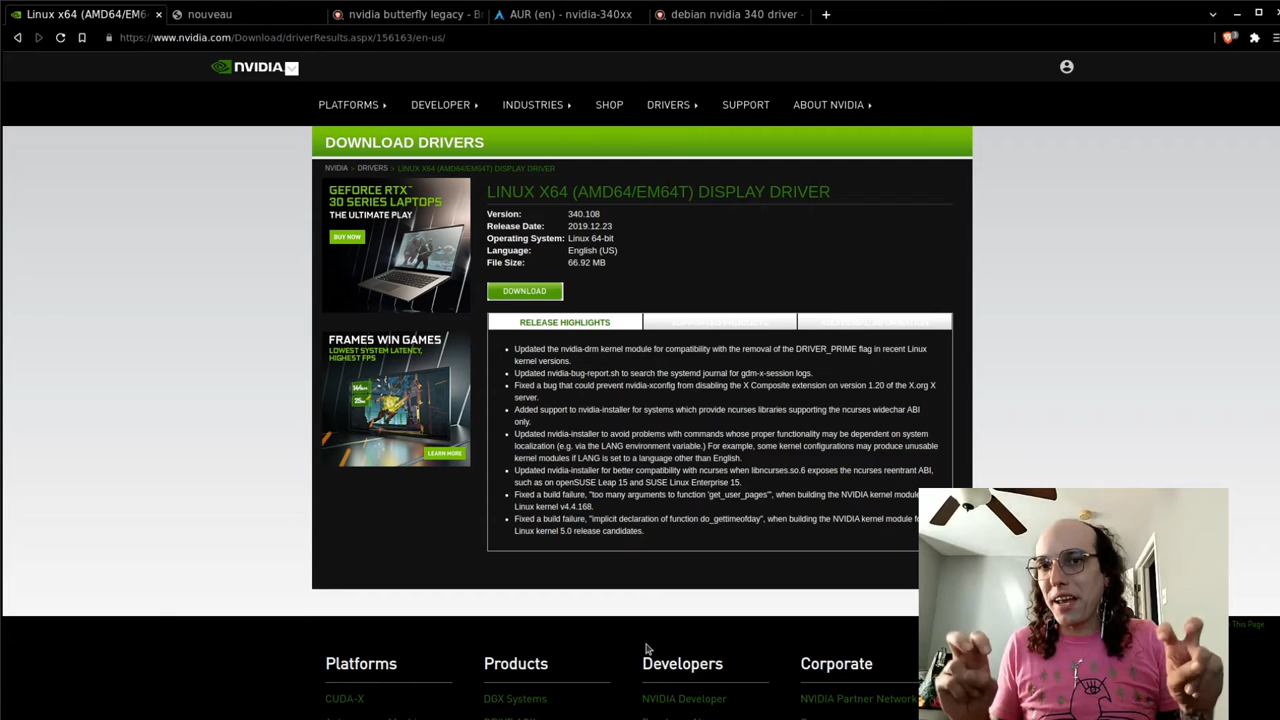 Linux x64 (AMD64/EM6
nouveau
nvidia butterfly legacy - B
AUR (en) - nvidia-340xx
debian nvidia 340 driver -
https://www.nvidia.com/Download/driverResults.aspx/156163/en-us/
3
NVIDIA
PLATFORMS
DEVELOPER
INDUSTRIES
SHOP
DRIVERS
SUPPORT
ABOUT NVIDIA
DOWNLOAD DRIVERS
NVIDIA > DRIVERS > LINUX X64 (AMD64/EM64T) DISPLAY DRIVER
GEFORCE RTX™
30 SERIES LAPTOPS
THE ULTIMATE PLAY
BUY NOW
LINUX X64 (AMD64/EM64T) DISPLAY DRIVER
Version: 340.108
Release Date: 2019.12.23
Operating System: Linux 64-bit
Language: English (US)
File Size: 66.92 MB
DOWNLOAD
RELEASE HIGHLIGHTS
SUPPORTED PRODUCTS
ADDITIONAL INFORMATION
Updated the nvidia-drm kernel module for compatibility with the removal of the DRIVER_PRIME flag in recent Linux
kernel versions.
Updated nvidia-bug-report.sh to search the systemd journal for gdm-x-session logs.
Fixed a bug that could prevent nvidia-xconfig from disabling the X Composite extension on version 1.20 of the X.org X
server.
Added support to nvidia-installer for systems which provide ncurses libraries supporting the ncurses widechar ABI
only.
Updated nvidia-installer to avoid problems with commands whose proper functionality may be dependent on system
localization (e.g. via the LANG environment variable.) For example, some kernel configurations may produce unusable
kernel modules if LANG is set to a language other than English.
Updated nvidia-installer for better compatibility with ncurses when libncurses.so.6 exposes the ncurses reentrant ABI,
such as on openSUSE Leap 15 and SUSE Linux Enterprise 15.
Fixed a build failure, "too many arguments to function 'get_user_pages'", when building the NVIDIA kernel module
Linux kernel v4.4.168.
Fixed a build failure, "implicit declaration of function do_gettimeofday", when building the NVIDIA kernel module fo
Linux kernel 5.0 release candidates.
FRAMES WIN GAMES
LOWEST SYSTEM LATENCY,
HIGHEST FPS
LEARN MORE
This Page
Platforms
Products
Developers
Corporate
CUDA-X
DGX Systems
NVIDIA Developer
NVIDIA Partner Network